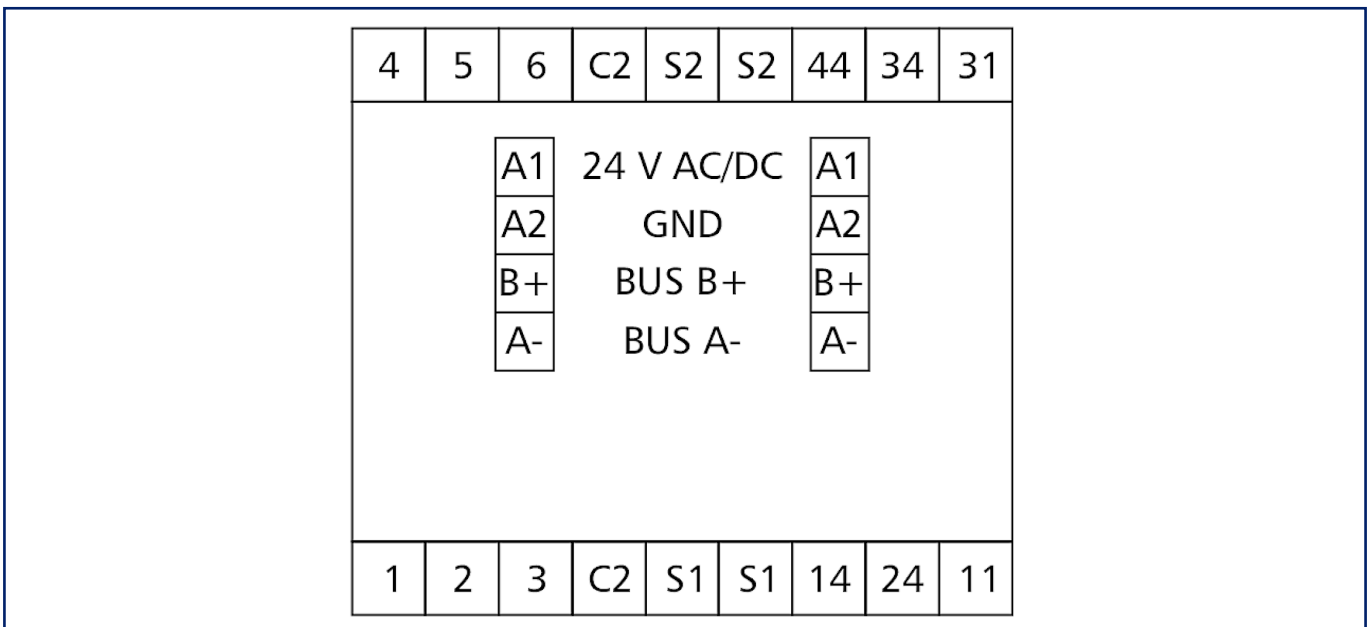 4 5 6 C2 S2 S2 44 34 31
A1 24 V AC/DC A1
A2 GND A2
B+ BUS B+ B+
A- BUS A- A-
1 2 3 C2 S1 S1 14 24 11